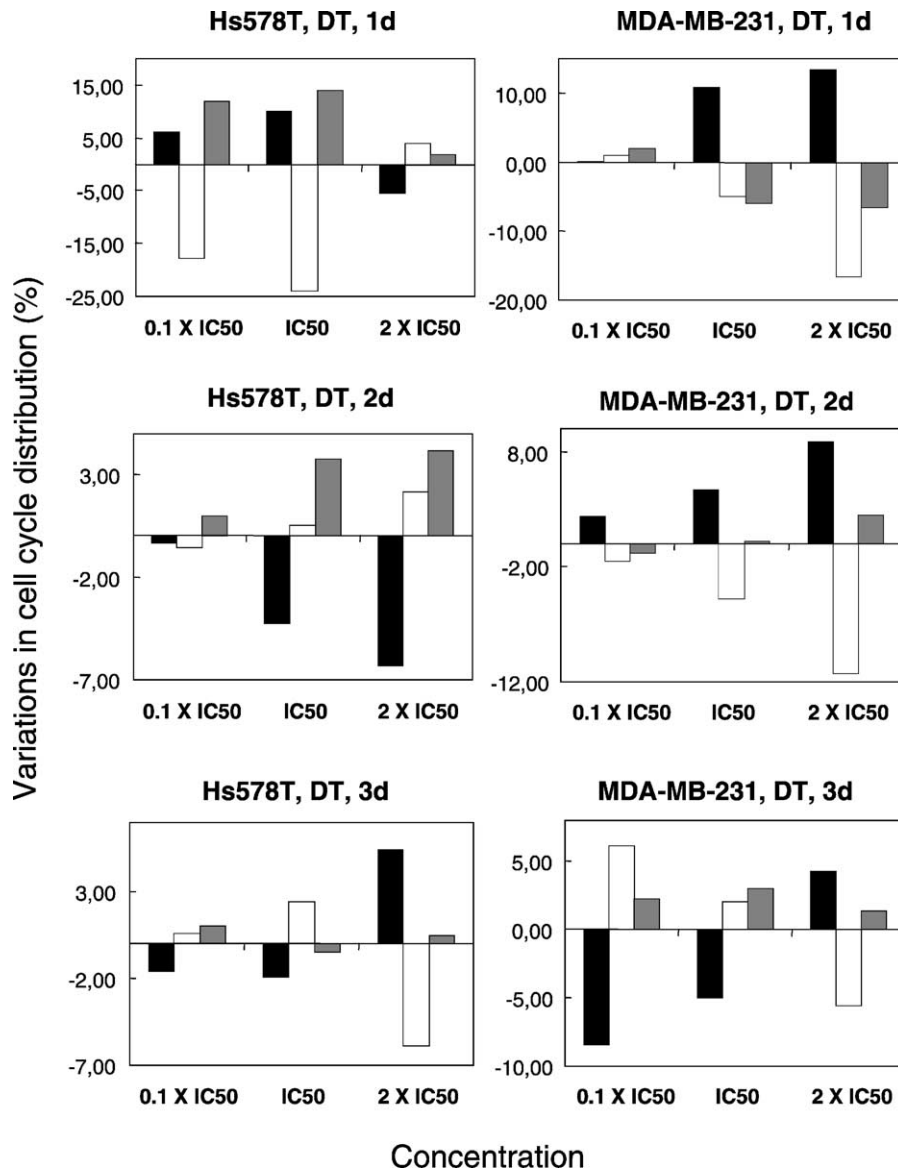 Hs578T, DT, 1d
MDA-MB-231, DT, 1d
15,00
5,00
-5,00
-15,00
-25,00
0.1 X IC50 IC50 2 X IC50
10,00
0,00
-10,00
-20,00
0.1 X IC50 IC50 2 X IC50
Variations in cell cycle distribution (%)
Hs578T, DT, 2d
MDA-MB-231, DT, 2d
3,00
-2,00
-7,00
0.1 X IC50 IC50 2 X IC50
8,00
-2,00
-12,00
0.1 X IC50 IC50 2 X IC50
Hs578T, DT, 3d
MDA-MB-231, DT, 3d
3,00
-2,00
-7,00
0.1 X IC50 IC50 2 X IC50
5,00
0,00
-5,00
-10,00
0.1 X IC50 IC50 2 X IC50
Concentration